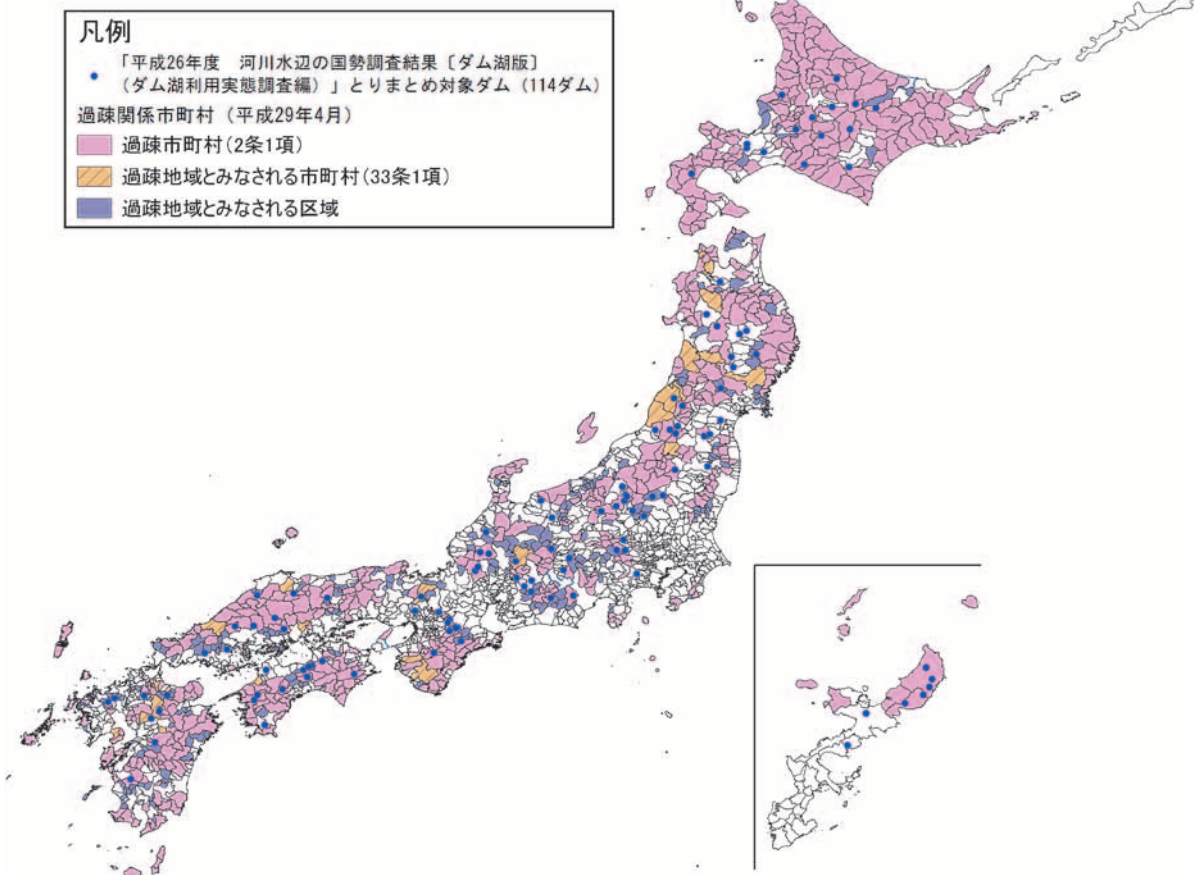 凡例
「平成26年度 河川水辺の国勢調査結果〔ダム湖版〕
（ダム湖利用実態調査編）」とりまとめ対象ダム（114ダム）
過疎関係市町村（平成29年4月）
過疎市町村(2条1項)
過疎地域とみなされる市町村(33条1項)
過疎地域とみなされる区域